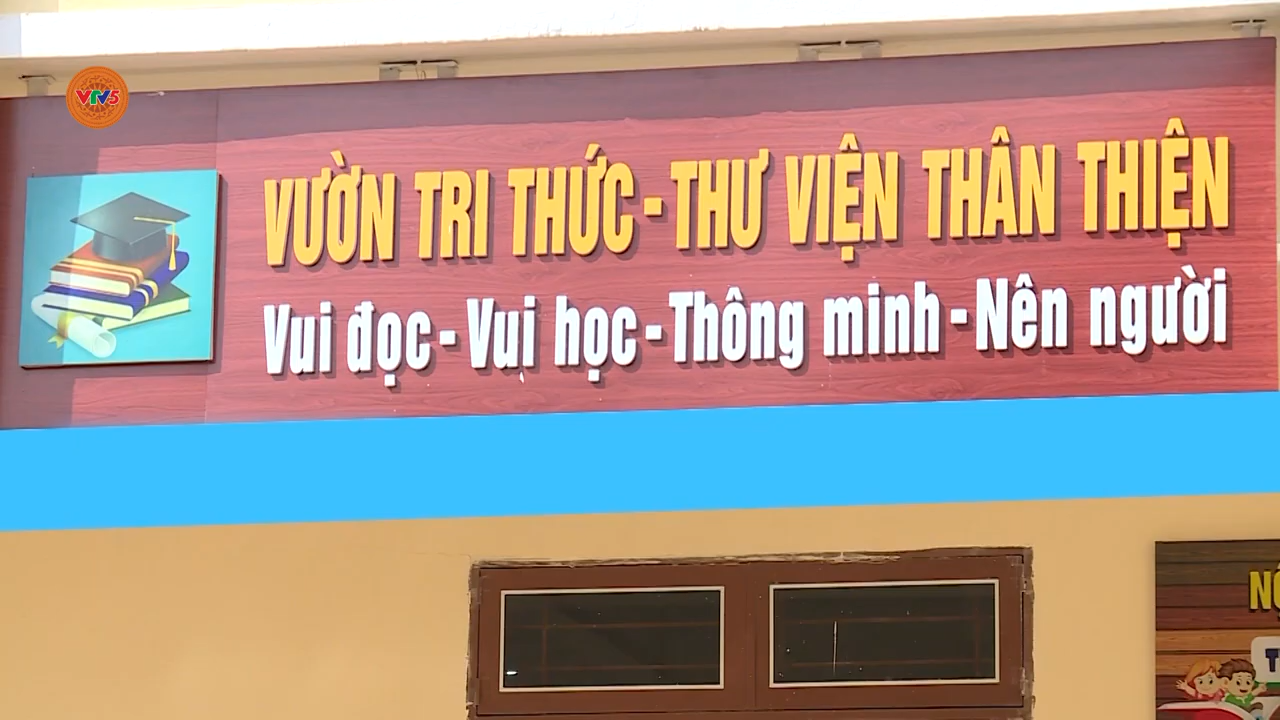 VTV5
VƯỜN TRI THỨC - THƯ VIỆN THÂN THIỆN
Vui đọc - Vui học - Thông minh - Nên người